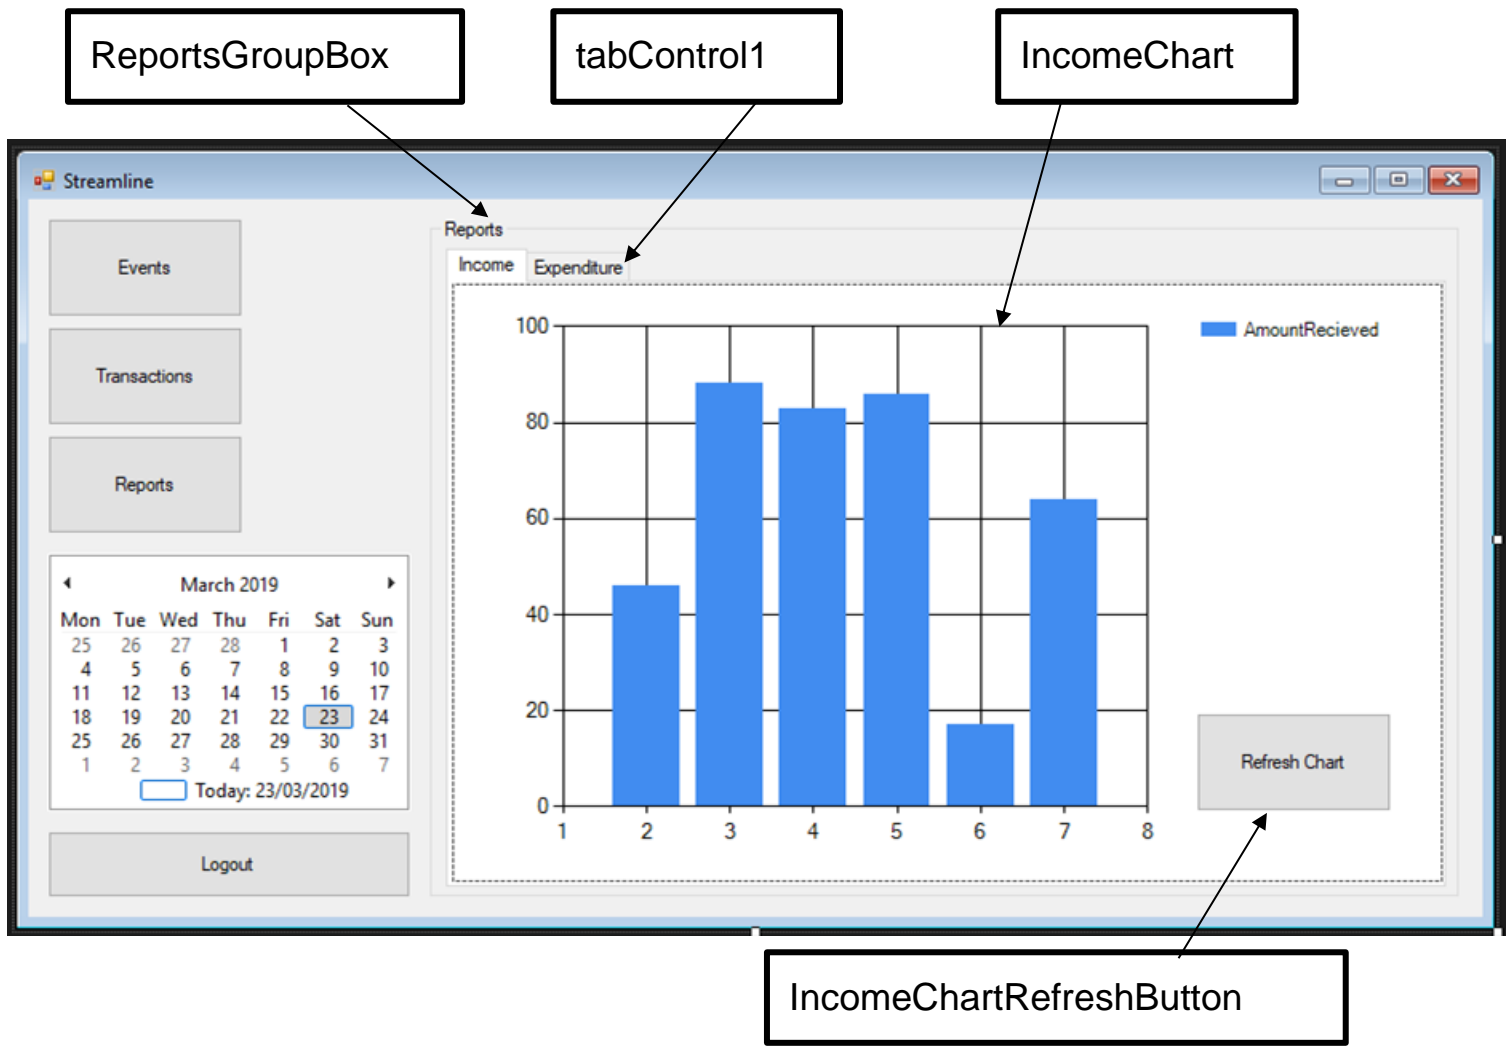 ReportsGroupBox
tabControl1
IncomeChart
Streamline
Events
Transactions
Reports
March 2019
Mon Tue Wed Thu Fri Sat Sun
25 26 27 28 1 2 3
4 5 6 7 8 9 10
11 12 13 14 15 16 17
18 19 20 21 22 23 24
25 26 27 28 29 30 31
1 2 3 4 5 6 7
Today: 23/03/2019
Logout
Reports
Income Expenditure
100
80
60
40
20
0
1 2 3 4 5 6 7 8
AmountRecieved
Refresh Chart
IncomeChartRefreshButton